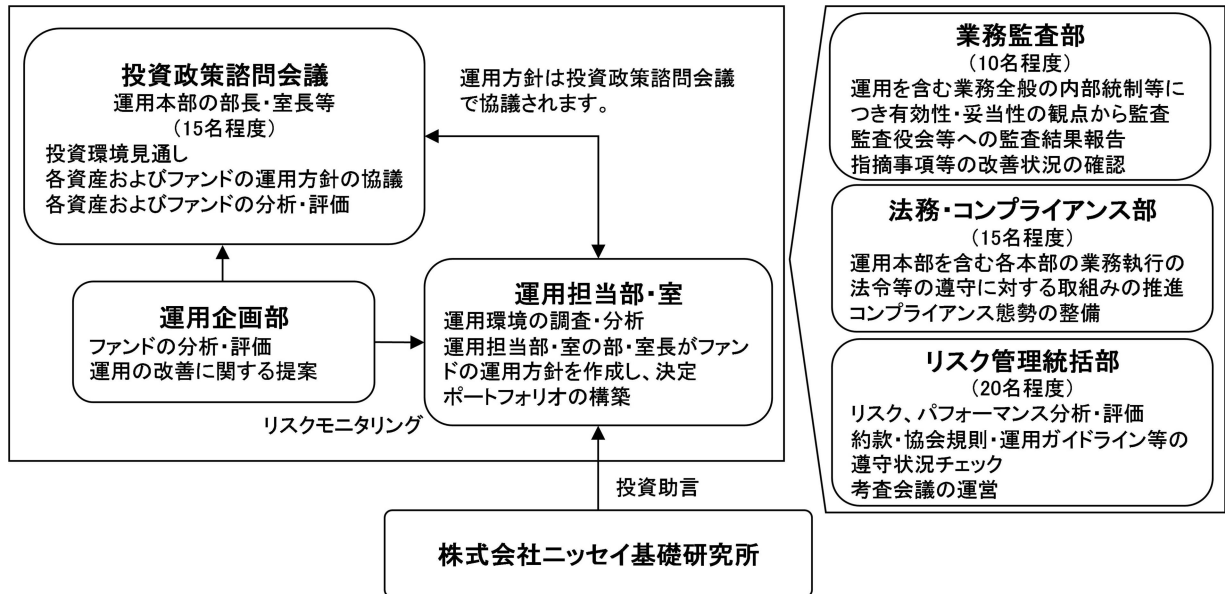 投資政策諮問会議
運用本部の部長・室長等
（15名程度）
投資環境見通し
各資産およびファンドの運用方針の協議
各資産およびファンドの分析・評価
運用方針は投資政策諮問会議
で協議されます。
運用企画部
ファンドの分析・評価
運用の改善に関する提案
リスクモニタリング
運用担当部・室
運用環境の調査・分析
運用担当部・室の部・室長がファン
ドの運用方針を作成し、決定
ポートフォリオの構築
投資助言
株式会社ニッセイ基礎研究所
業務監査部
（10名程度）
運用を含む業務全般の内部統制等に
つき有効性・妥当性の観点から監査
監査役会等への監査結果報告
指摘事項等の改善状況の確認
法務・コンプライアンス部
（15名程度）
運用本部を含む各本部の業務執行の
法令等の遵守に対する取組みの推進
コンプライアンス態勢の整備
リスク管理統括部
（20名程度）
リスク、パフォーマンス分析・評価
約款・協会規則・運用ガイドライン等の
遵守状況チェック
考査会議の運営